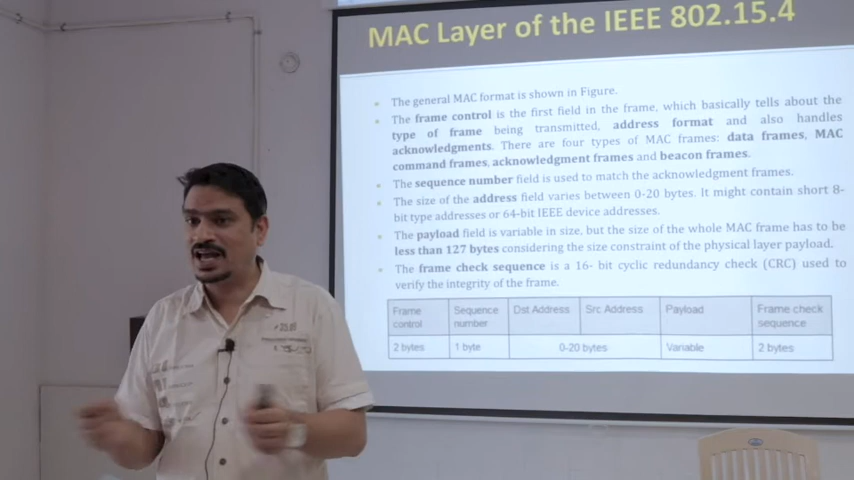 MAC Layer of the IEEE 802.15.4
The general MAC format is shown in Figure.
The frame control is the first field in the frame, which basically tells about the
type of frame being transmitted, address format and also handles
acknowledgments. There are four types of MAC frames: data frames, MAC
command frames, acknowledgment frames and beacon frames.
The sequence number field is used to match the acknowledgment frames.
The size of the address field varies between 0-20 bytes. It might contain short 8-
bit type addresses or 64-bit IEEE device addresses.
The payload field is variable in size, but the size of the whole MAC frame has to be
less than 127 bytes considering the size constraint of the physical layer payload.
The frame check sequence is a 16- bit cyclic redundancy check (CRC) used to
verify the integrity of the frame.
Frame control Sequence number Dst Address Src Address Payload Frame check sequence
2 bytes 1 byte 0-20 bytes Variable 2 bytes